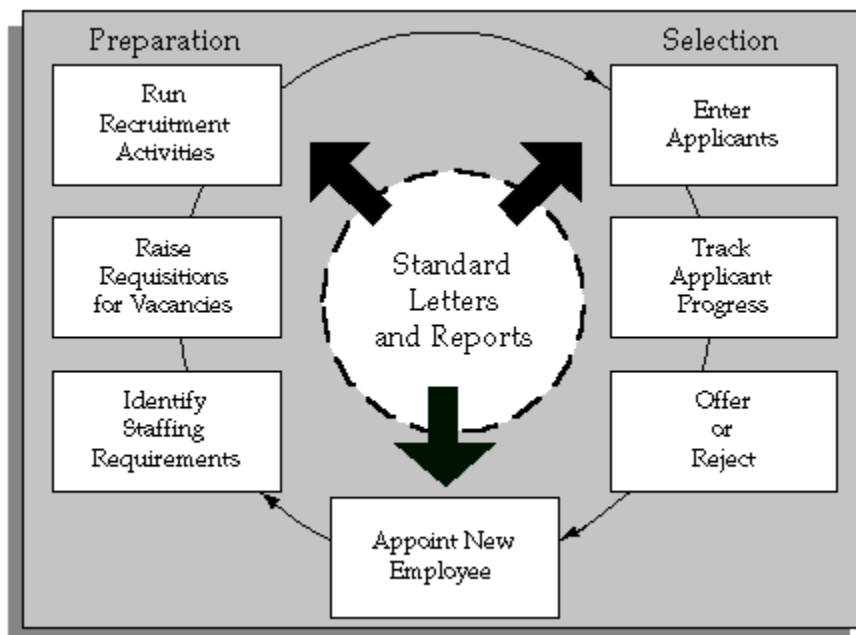 Preparation
Run
Recruitment
Activities
Raise
Requisitions
for Vacancies
Identify
Staffing
Requirements
Standard
Letters
and Reports
Selection
Enter
Applicants
Track
Applicant
Progress
Offer
or
Reject
Appoint New
Employee